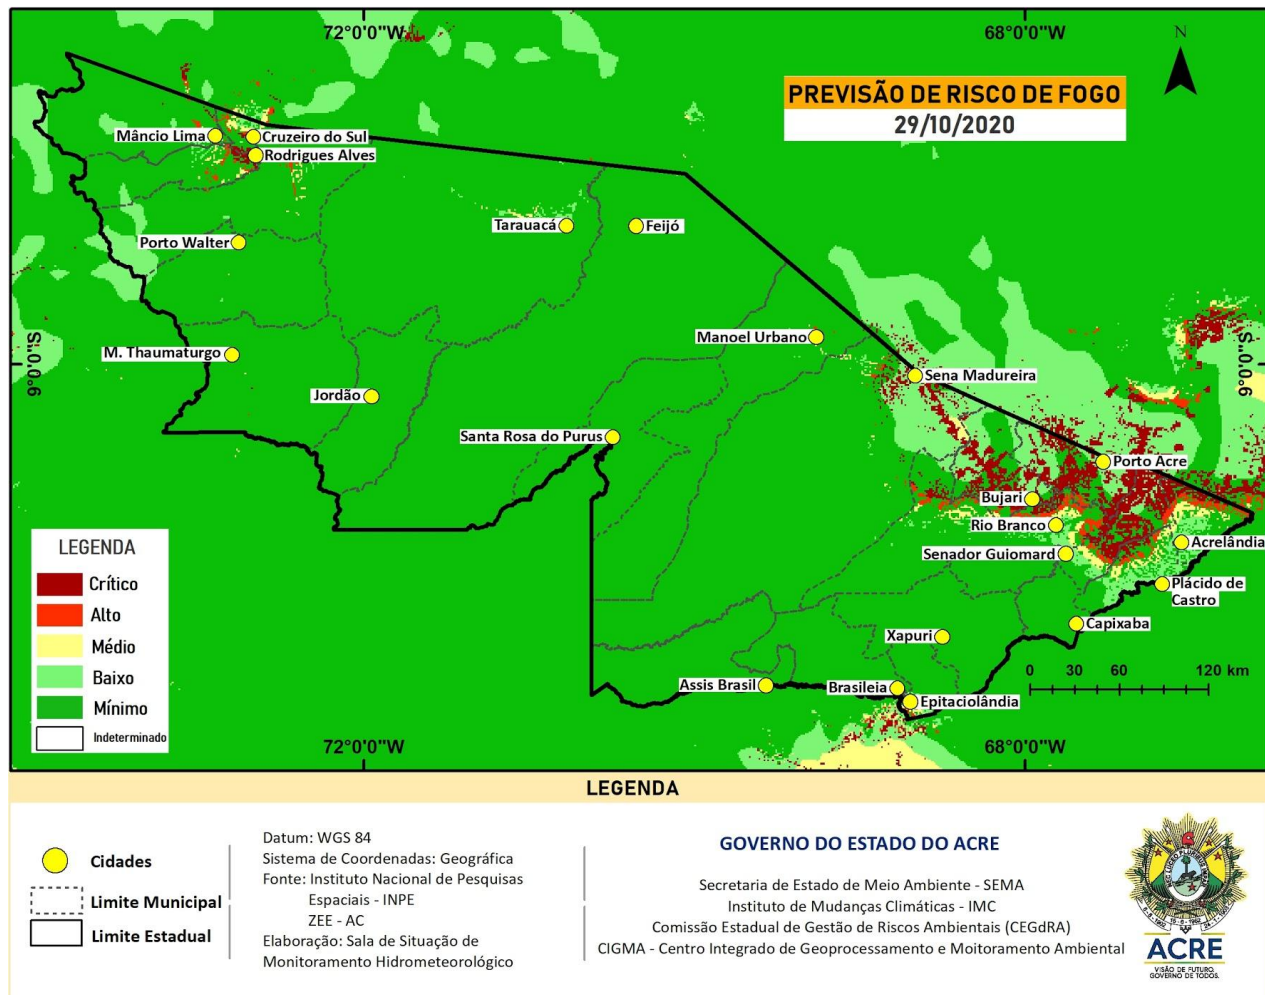 72°0'0"W
68°0'0"W
N
PREVISÃO DE RISCO DE FOGO
29/10/2020
Mâncio Lima
Cruzeiro do Sul
Rodrigues Alves
Tarauacá
Feijó
Porto Walter
Manoel Urbano
9°0'0"S
9°0'0"S
M. Thaumaturgo
Sena Madureira
Jordão
Santa Rosa do Purus
Porto Acre
Bujari
Rio Branco
Acrelândia
Senador Guiomard
Plácido de
Castro
Capixaba
Xapuri
Assis Brasil
Brasileia
Epitaciolândia
0 30 60 120 km
LEGENDA
Crítico
Alto
Médio
Baixo
Mínimo
Indeterminado
72°0'0"W
68°0'0"W
LEGENDA
Cidades
Limite Municipal
Limite Estadual
Datum: WGS 84
Sistema de Coordenadas: Geográfica
Fonte: Instituto Nacional de Pesquisas
Espaciais - INPE
ZEE - AC
Elaboração: Sala de Situação de
Monitoramento Hidrometeorológico
GOVERNO DO ESTADO DO ACRE
Secretaria de Estado de Meio Ambiente - SEMA
Instituto de Mudanças Climáticas - IMC
Comissão Estadual de Gestão de Riscos Ambientais (CEGdRA)
CIGMA - Centro Integrado de Geoprocessamento e Moitoramento Ambiental
ACRE
VISÃO DE FUTURO.
GOVERNO DE TODOS.